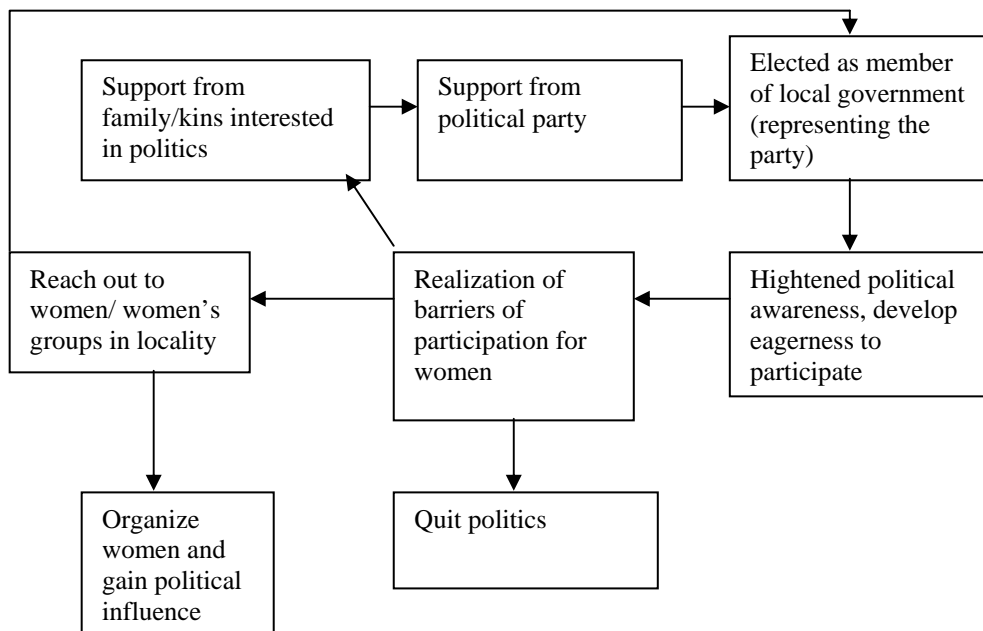 Support from
family/kins interested
in politics
Support from
political party
Elected as member
of local government
(representing the
party)
Reach out to
women/ women’s
groups in locality
Realization of
barriers of
participation for
women
Hightened political
awareness, develop
eagerness to
participate
Organize
women and
gain political
influence
Quit politics